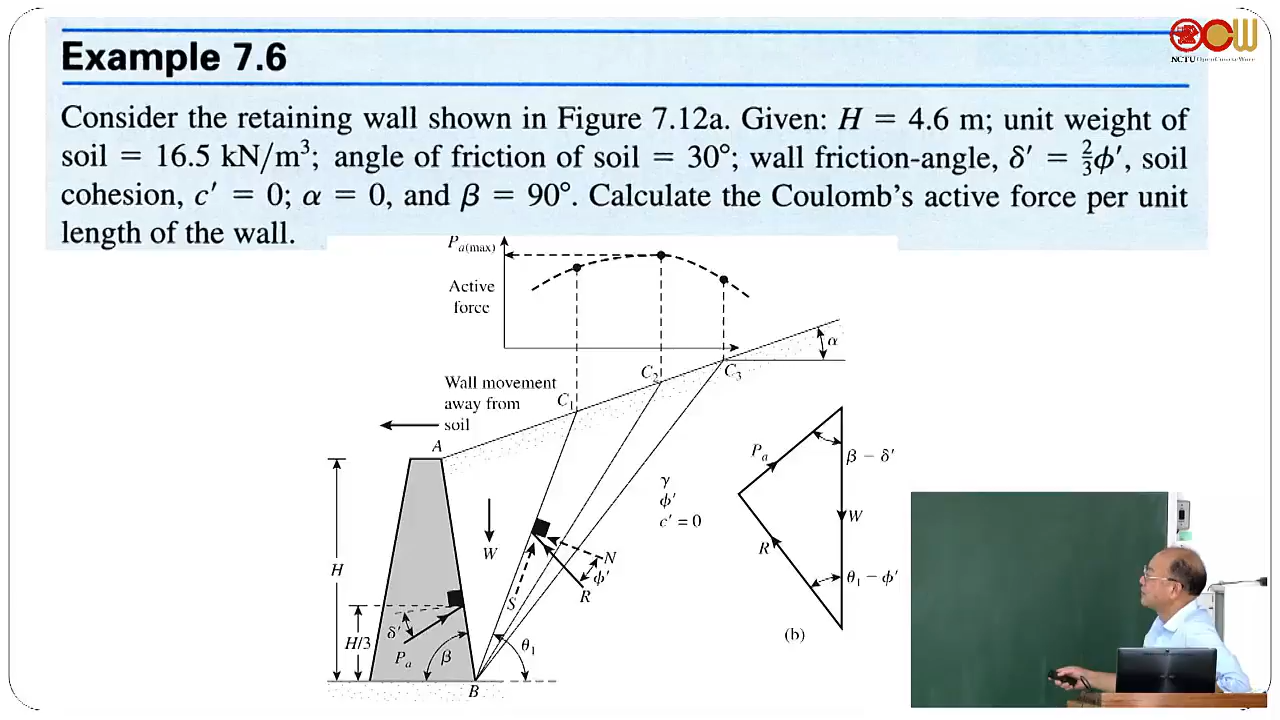 Example 7.6
NCTU OpenCourseWare
Consider the retaining wall shown in Figure 7.12a. Given: H = 4.6 m; unit weight of
soil = 16.5 kN/m³; angle of friction of soil = 30°; wall friction-angle, δ′ = 2/3 ϕ′, soil
cohesion, c′ = 0; α = 0, and β = 90°. Calculate the Coulomb's active force per unit
length of the wall.
Pa(max)
Active
force
α
C1
C2
C3
Wall movement
away from
soil
A
Pa
β − δ′
γ
ϕ′
c′ = 0
W
W
N
R
H
ϕ′
θ1 − ϕ′
R
S
H/3
δ′
Pa
β
θ1
(b)
B